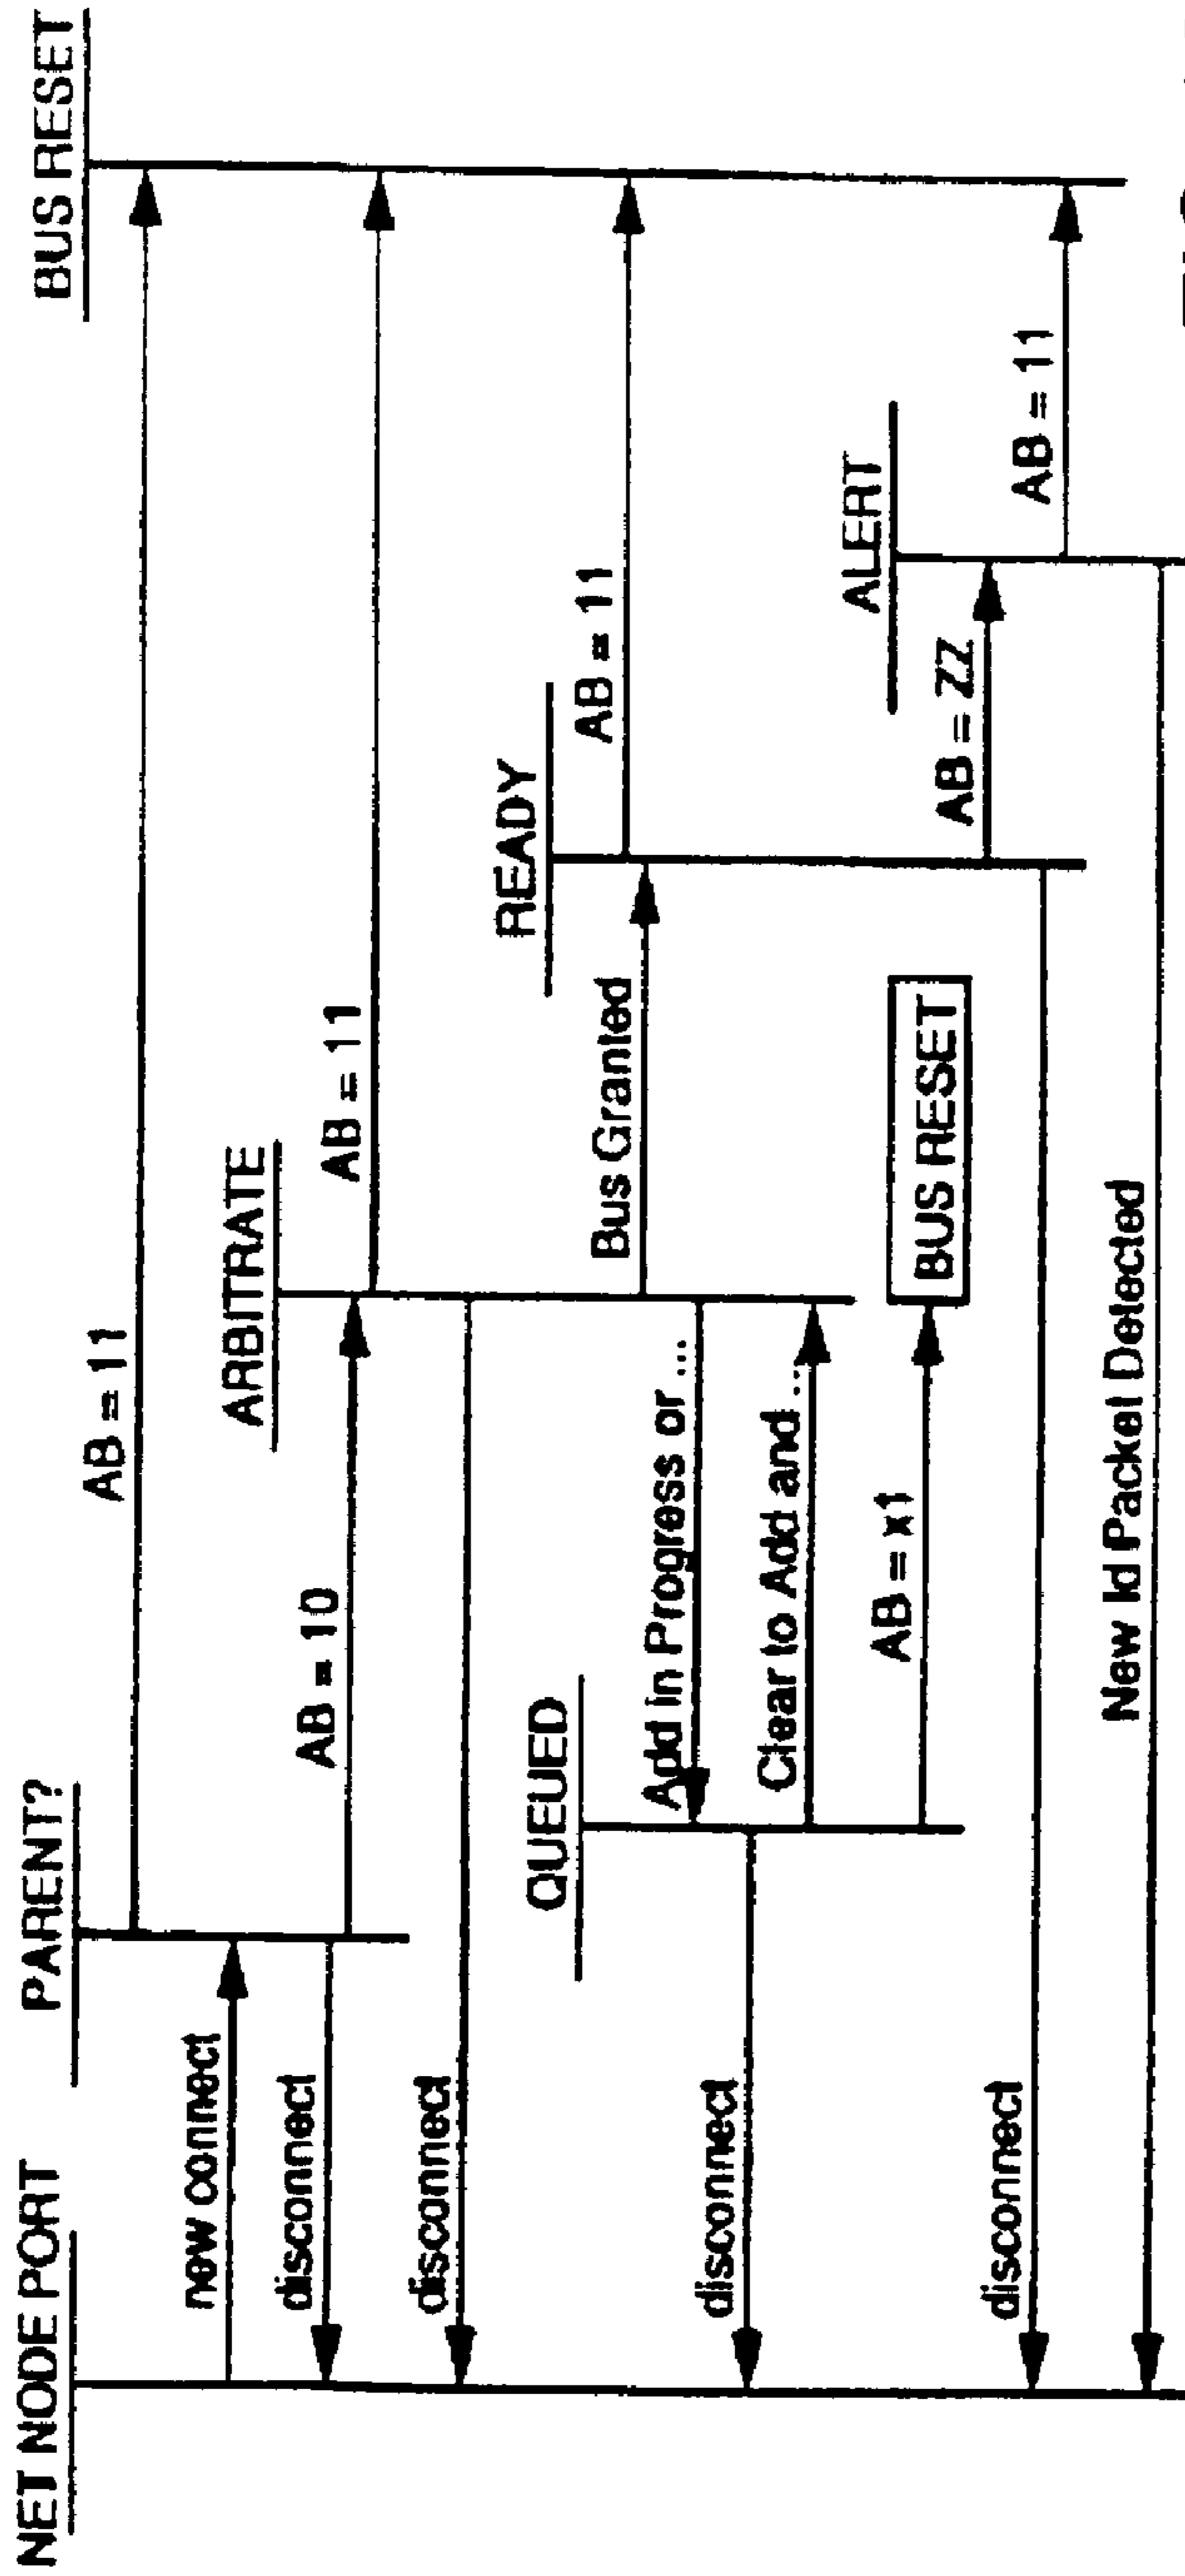 NET NODE PORT
PARENT?
BUS RESET
AB = 11
new connect
ARBITRATE
disconnect
AB = 10
AB = 11
disconnect
QUEUED
READY
AB = 11
Bus Granted
Add in Progress or ...
disconnect
Clear to Add and ...
ALERT
AB = x1
BUS RESET
AB = ZZ
disconnect
AB = 11
New Id Packet Detected